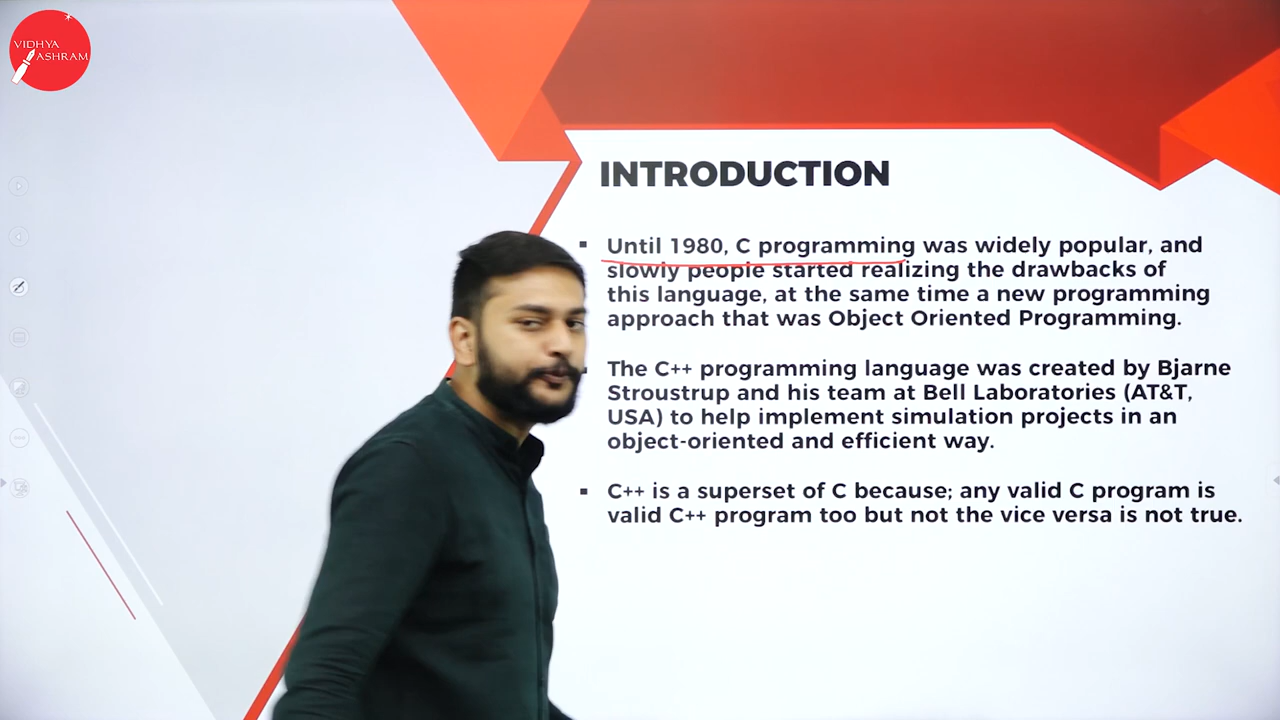 VIDHYA
ASHRAM
INTRODUCTION
Until 1980, C programming was widely popular, and
slowly people started realizing the drawbacks of
this language, at the same time a new programming
approach that was Object Oriented Programming.
The C++ programming language was created by Bjarne
Stroustrup and his team at Bell Laboratories (AT&T,
USA) to help implement simulation projects in an
object-oriented and efficient way.
C++ is a superset of C because; any valid C program is
valid C++ program too but not the vice versa is not true.